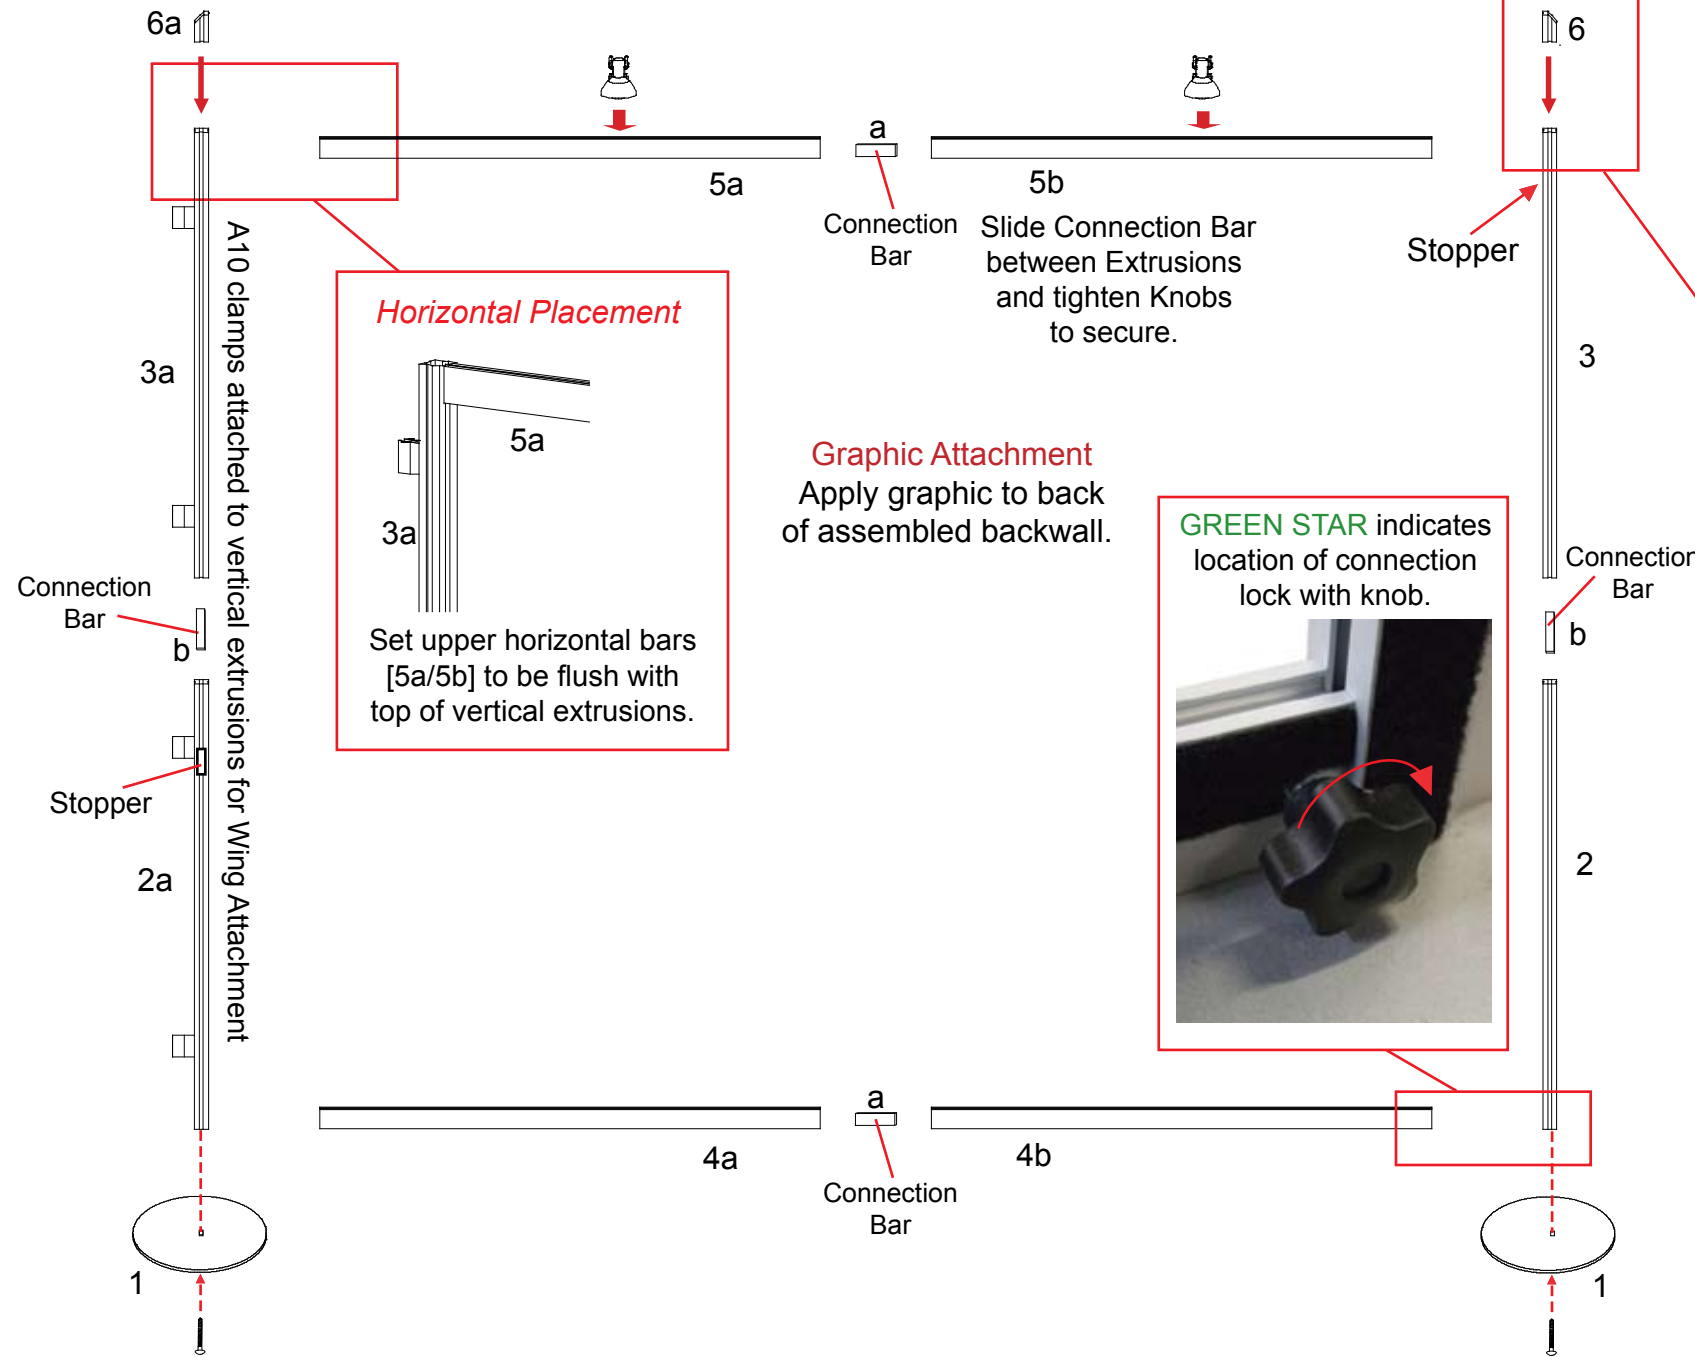 6a
6
a
5a
5b
Connection
Bar
Slide Connection Bar
between Extrusions
and tighten Knobs
to secure.
Stopper
A10 clamps attached to vertical extrusions for Wing Attachment
Horizontal Placement
5a
3a
Set upper horizontal bars
[5a/5b] to be flush with
top of vertical extrusions.
3a
3
Graphic Attachment
Apply graphic to back
of assembled backwall.
GREEN STAR indicates
location of connection
lock with knob.
Connection
Bar
b
Connection
Bar
b
Stopper
2a
2
a
4a
4b
Connection
Bar
1
1